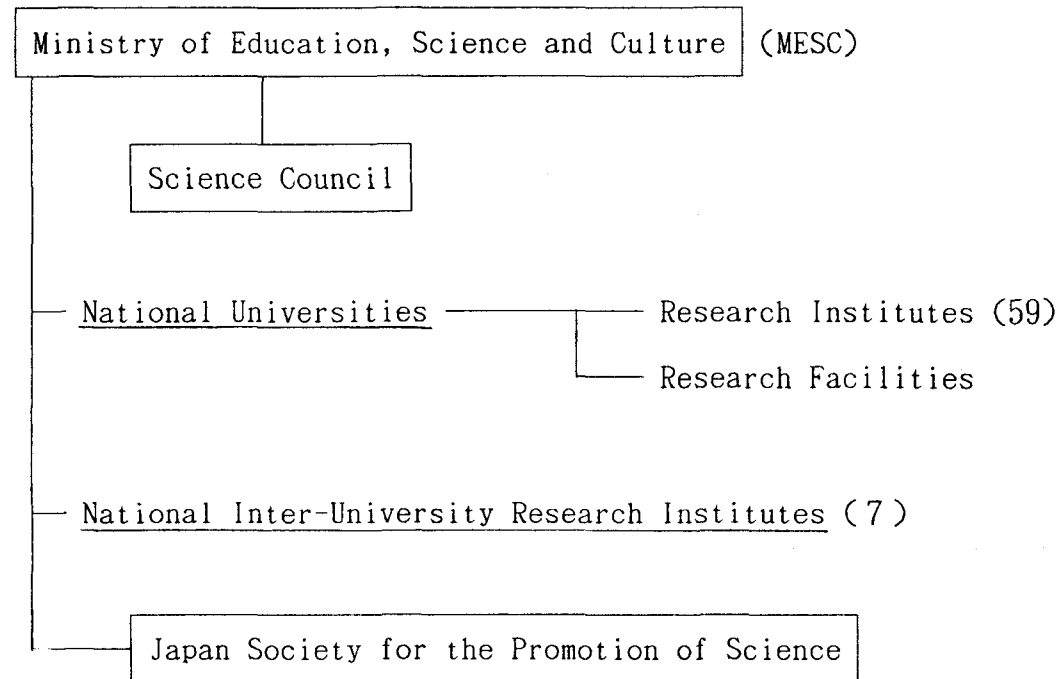 Ministry of Education, Science and Culture (MESC)
Science Council
National Universities
Research Institutes (59)
Research Facilities
National Inter-University Research Institutes (7)
Japan Society for the Promotion of Science